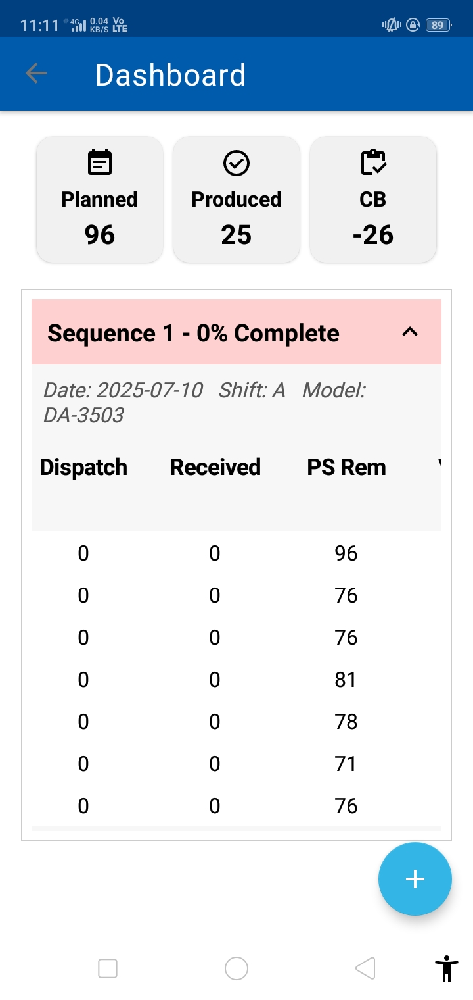 11:11 4G 0.04 KB/S Vo LTE 89
Dashboard
Planned Produced CB
96 25 -26
Sequence 1 - 0% Complete
Date: 2025-07-10 Shift: A Model:
DA-3503
Dispatch Received PS Rem
0 0 96
0 0 76
0 0 76
0 0 81
0 0 78
0 0 71
0 0 76
+